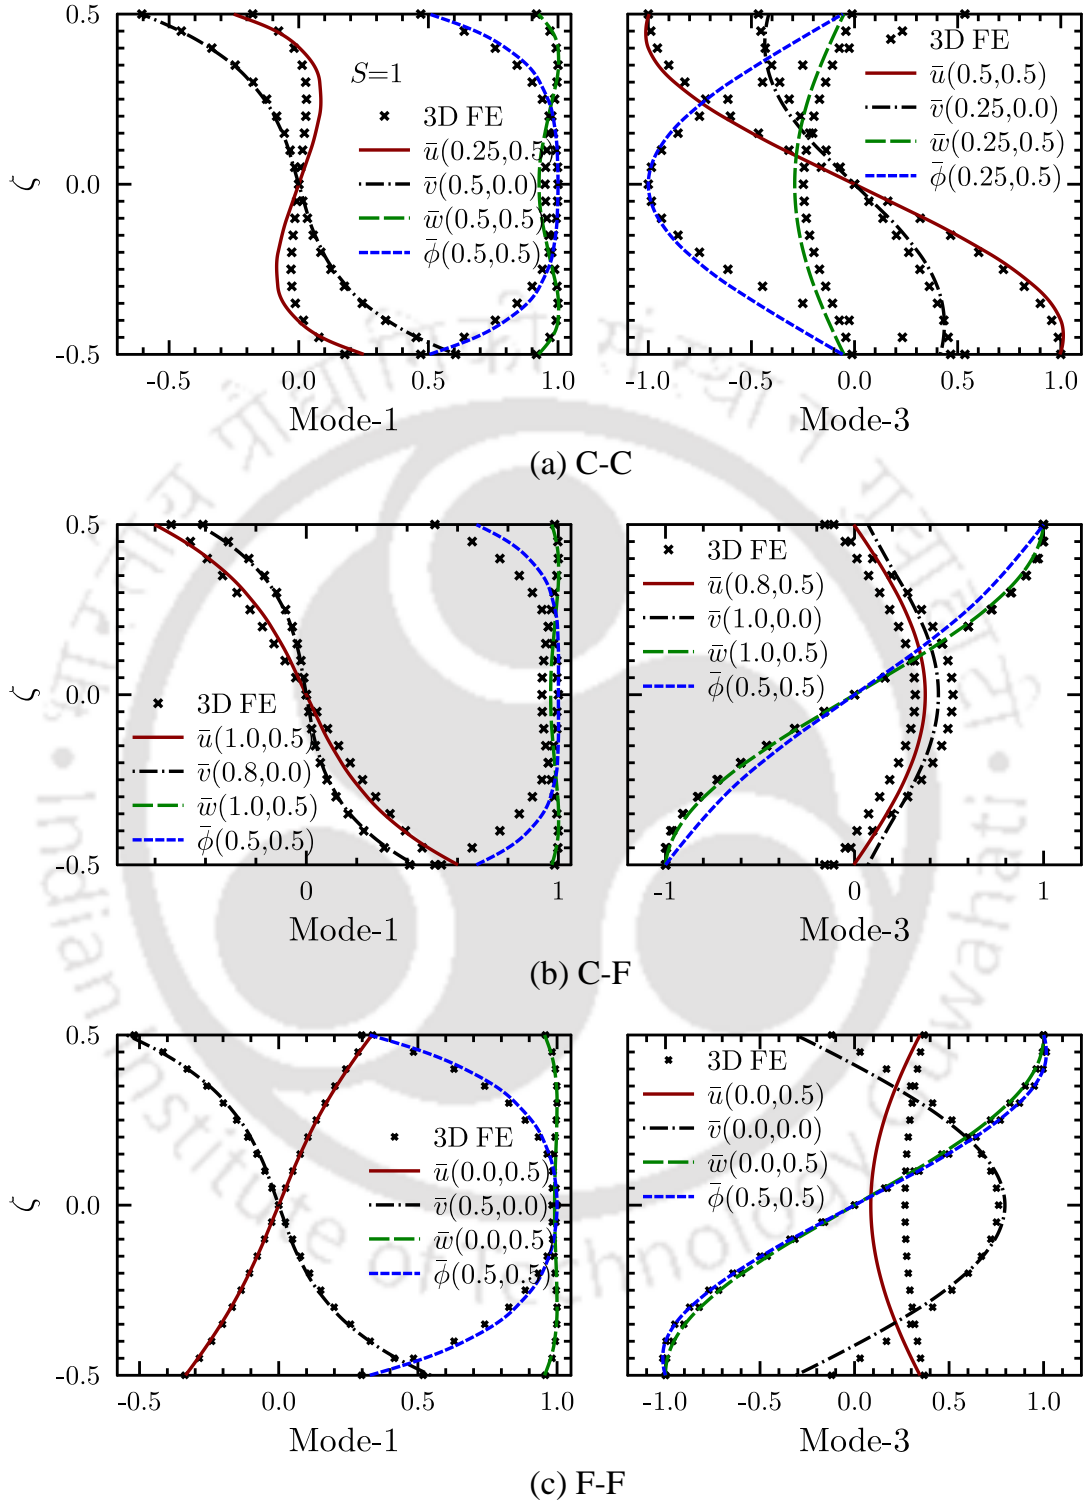 0.5
0.0
-0.5
ζ
S=1
3D FE
ū(0.25,0.5)
v̄(0.5,0.0)
w̄(0.5,0.5)
ϕ̄(0.5,0.5)
-0.5 0.0 0.5 1.0
Mode-1
3D FE
ū(0.5,0.5)
v̄(0.25,0.0)
w̄(0.25,0.5)
ϕ̄(0.25,0.5)
-1.0 -0.5 0.0 0.5 1.0
Mode-3
(a) C-C
0.5
0.0
-0.5
ζ
3D FE
ū(1.0,0.5)
v̄(0.8,0.0)
w̄(1.0,0.5)
ϕ̄(0.5,0.5)
0 1
Mode-1
3D FE
ū(0.8,0.5)
v̄(1.0,0.0)
w̄(1.0,0.5)
ϕ̄(0.5,0.5)
-1 0 1
Mode-3
(b) C-F
0.5
0.0
-0.5
ζ
3D FE
ū(0.0,0.5)
v̄(0.5,0.0)
w̄(0.0,0.5)
ϕ̄(0.5,0.5)
-0.5 0.0 0.5 1.0
Mode-1
3D FE
ū(0.0,0.5)
v̄(0.0,0.0)
w̄(0.0,0.5)
ϕ̄(0.5,0.5)
-1.0 -0.5 0.0 0.5 1.0
Mode-3
(c) F-F
Indian Institute of Technology Guwahati